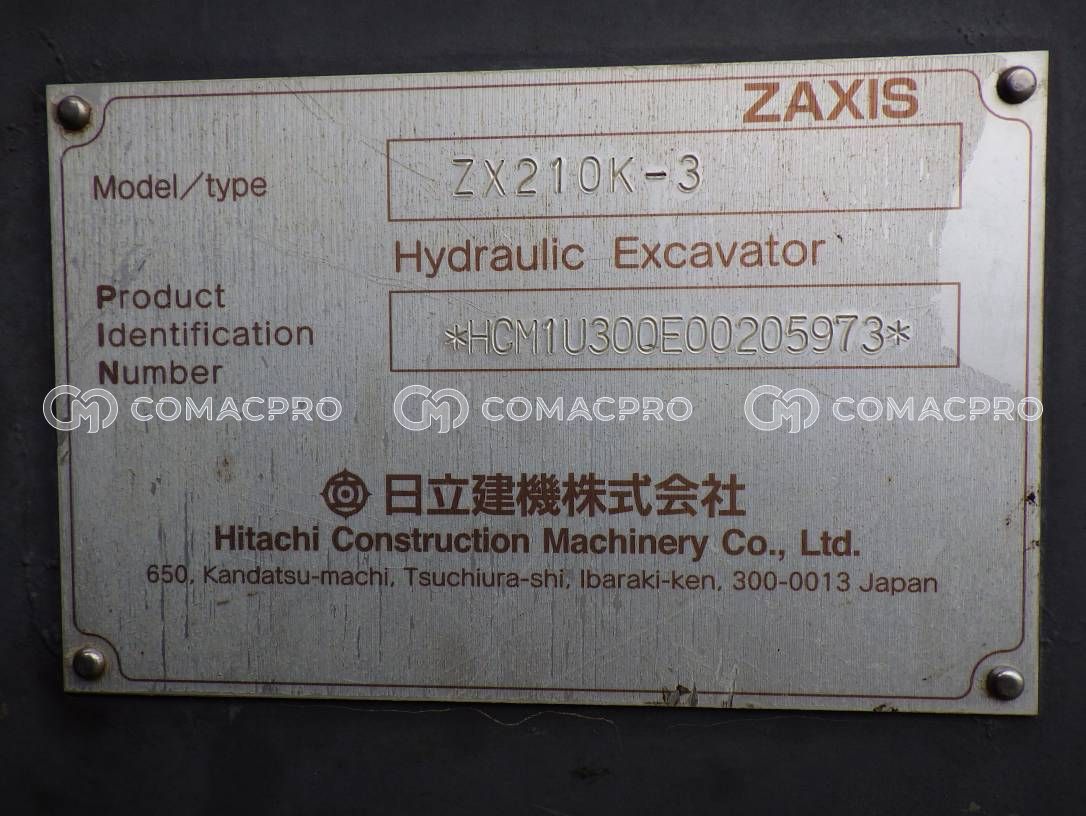 ZAXIS
Model/type
ZX210K-3
Hydraulic Excavator
Product
Identification
Number
*HCM1U30QE00205973*
COMACPRO COMACPRO COMACPRO
日立建機株式会社
Hitachi Construction Machinery Co., Ltd.
650, Kandatsu-machi, Tsuchiura-shi, Ibaraki-ken, 300-0013 Japan